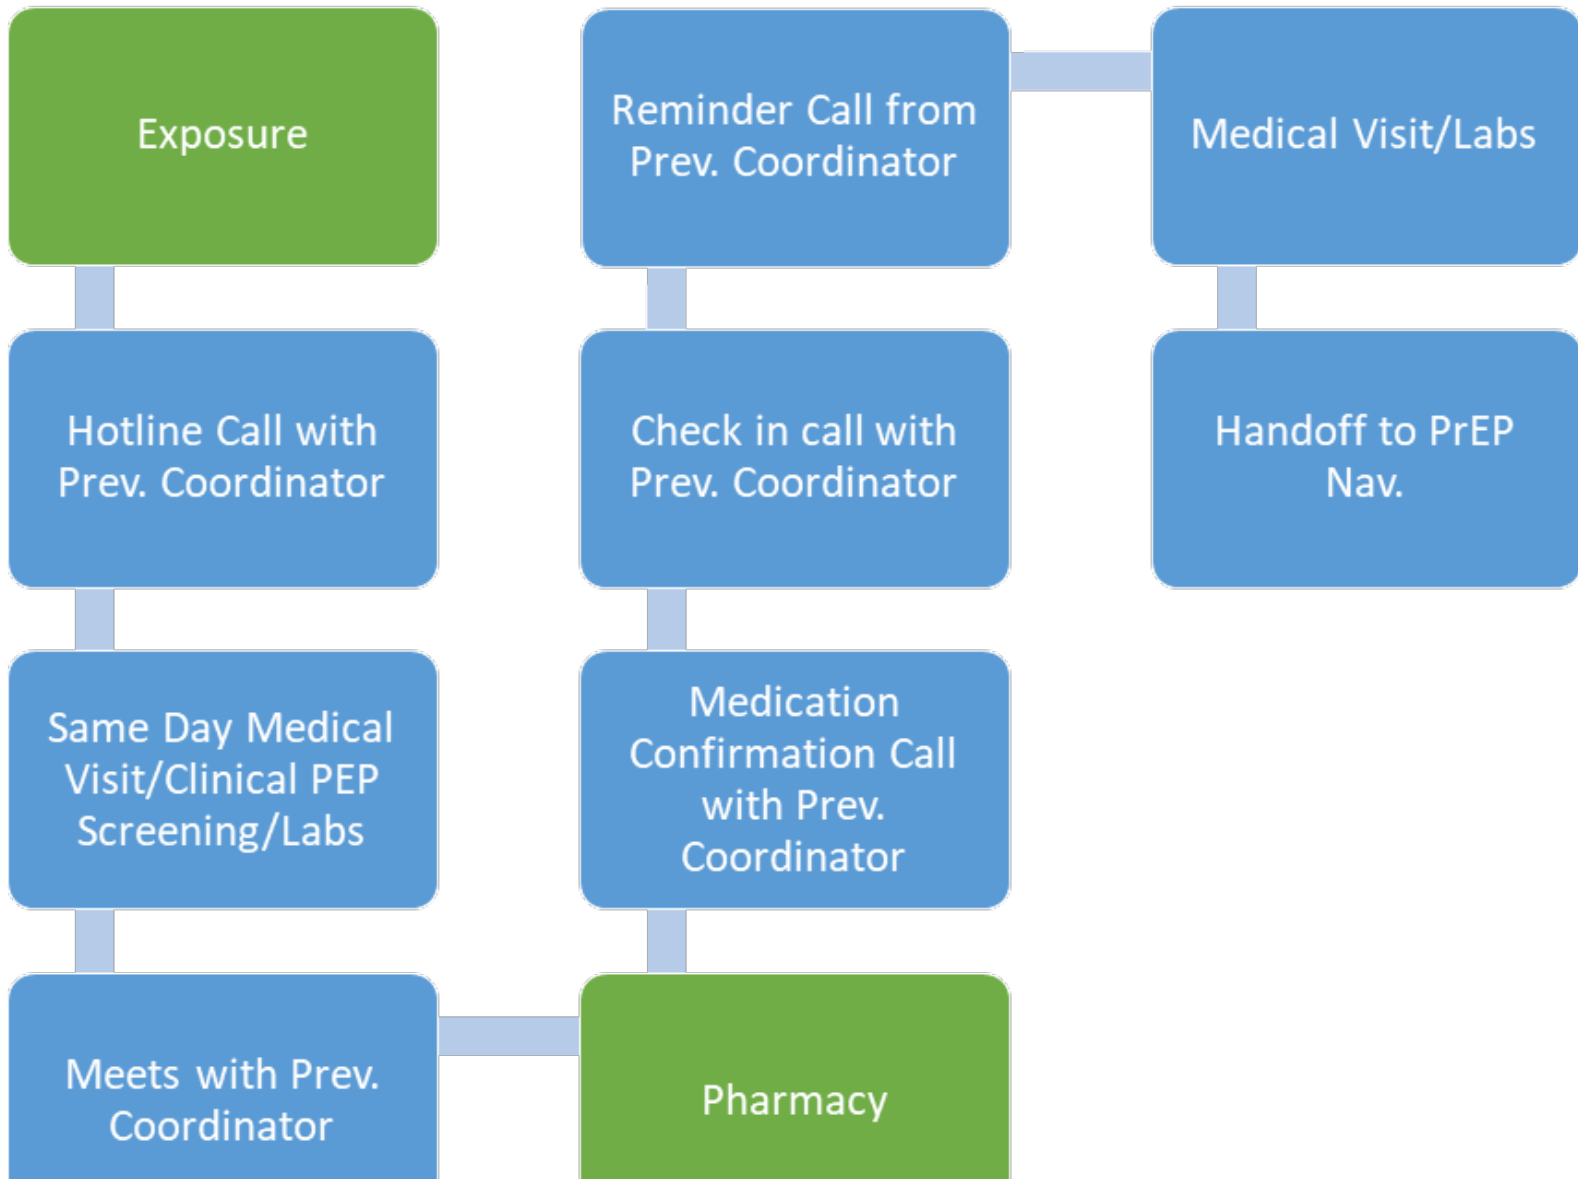 Exposure
Hotline Call with
Prev. Coordinator
Same Day Medical
Visit/Clinical PEP
Screening/Labs
Meets with Prev.
Coordinator
Pharmacy
Medication
Confirmation Call
with Prev.
Coordinator
Check in call with
Prev. Coordinator
Reminder Call from
Prev. Coordinator
Medical Visit/Labs
Handoff to PrEP
Nav.